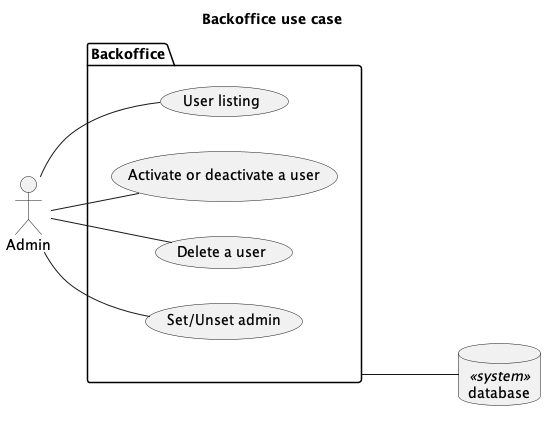 Backoffice use case
Backoffice
User listing
Activate or deactivate a user
Admin
Delete a user
Set/Unset admin
«system»
database